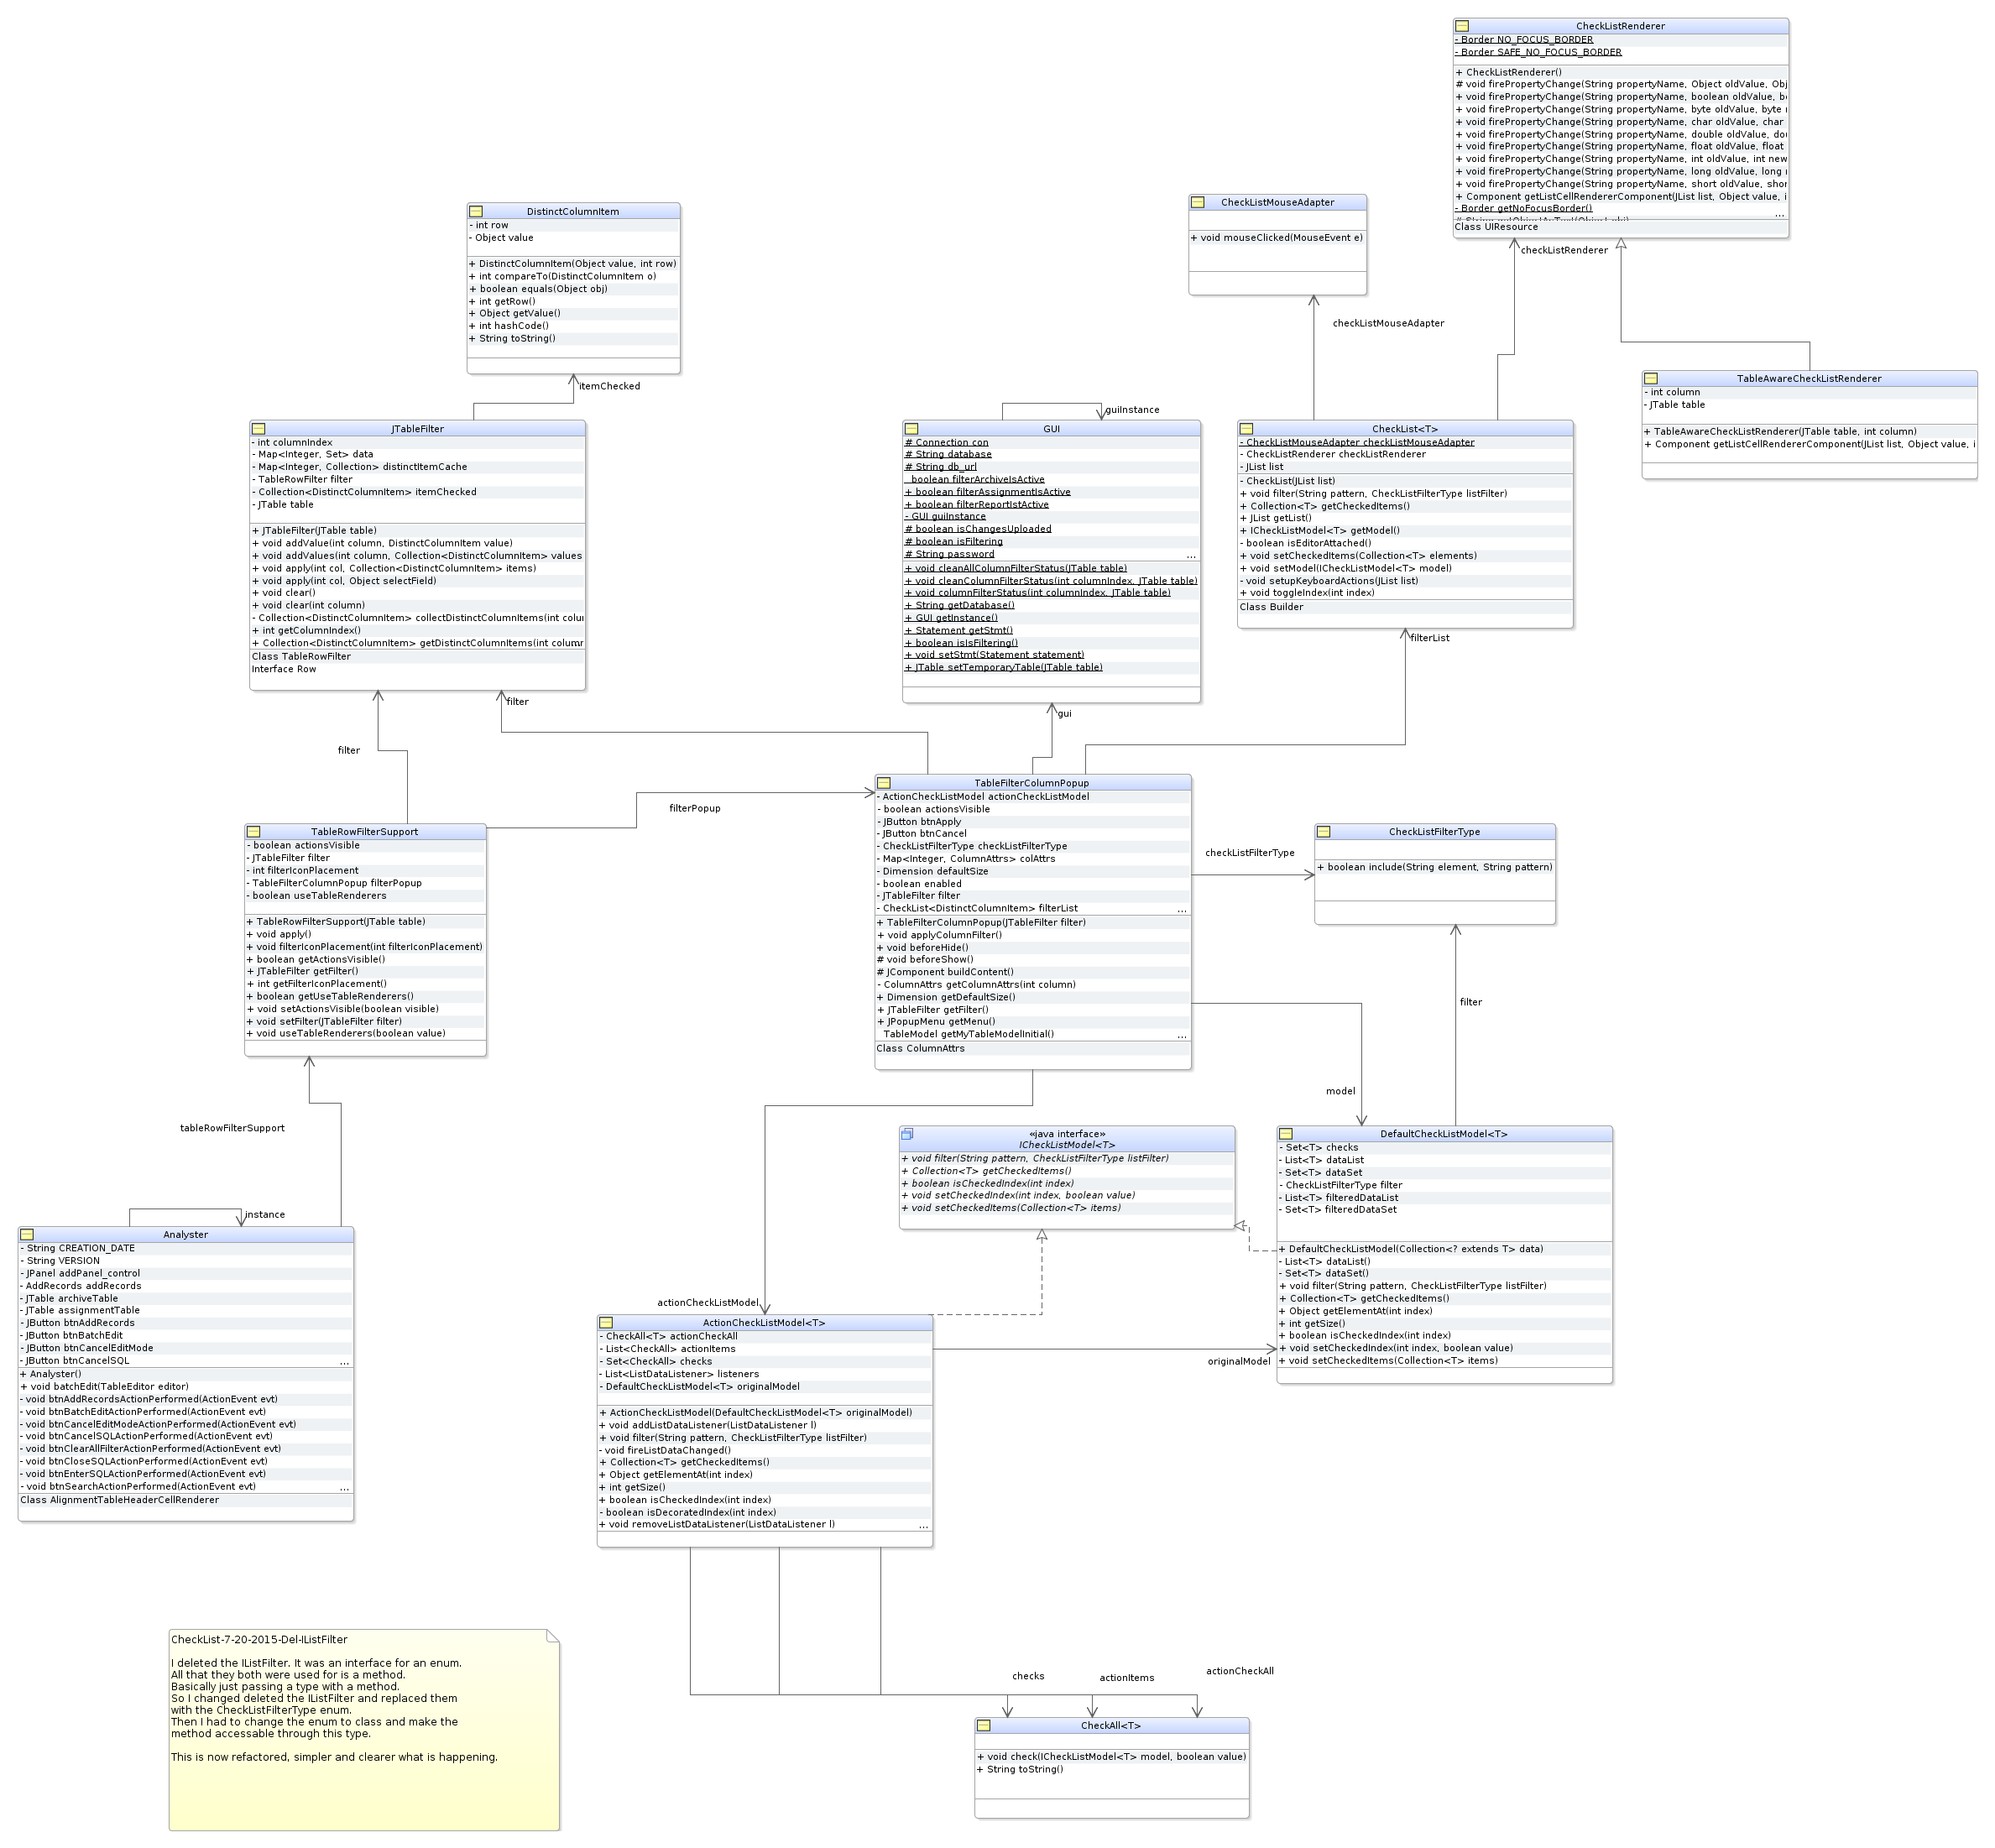 CheckListRenderer
- Border NO_FOCUS_BORDER
- Border SAFE_NO_FOCUS_BORDER
+ CheckListRenderer()
# void firePropertyChange(String propertyName, Object oldValue, Obj
+ void firePropertyChange(String propertyName, boolean oldValue, b
+ void firePropertyChange(String propertyName, byte oldValue, byte
+ void firePropertyChange(String propertyName, char oldValue, char
+ void firePropertyChange(String propertyName, double oldValue, dou
+ void firePropertyChange(String propertyName, float oldValue, float
+ void firePropertyChange(String propertyName, int oldValue, int new
+ void firePropertyChange(String propertyName, long oldValue, long
+ void firePropertyChange(String propertyName, short oldValue, shor
+ Component getListCellRendererComponent(JList list, Object value, i
- Border getNoFocusBorder()
...
Class UIResource
CheckListMouseAdapter
+ void mouseClicked(MouseEvent e)
DistinctColumnItem
- int row
- Object value
+ DistinctColumnItem(Object value, int row)
+ int compareTo(DistinctColumnItem o)
+ boolean equals(Object obj)
+ int getRow()
+ Object getValue()
+ int hashCode()
+ String toString()
checkListRenderer
checkListMouseAdapter
itemChecked
TableAwareCheckListRenderer
- int column
- JTable table
+ TableAwareCheckListRenderer(JTable table, int column)
+ Component getListCellRendererComponent(JList list, Object value, i
JTableFilter
- int columnIndex
- Map<Integer, Set> data
- Map<Integer, Collection> distinctItemCache
- TableRowFilter filter
- Collection<DistinctColumnItem> itemChecked
- JTable table
+ JTableFilter(JTable table)
+ void addValue(int column, DistinctColumnItem value)
+ void addValues(int column, Collection<DistinctColumnItem> values
+ void apply(int col, Collection<DistinctColumnItem> items)
+ void apply(int col, Object selectField)
+ void clear()
+ void clear(int column)
- Collection<DistinctColumnItem> collectDistinctColumnItems(int colu
+ int getColumnIndex()
+ Collection<DistinctColumnItem> getDistinctColumnItems(int column
Class TableRowFilter
Interface Row
guiInstance
GUI
# Connection con
# String database
# String db_url
boolean filterArchiveIsActive
+ boolean filterAssignmentIsActive
+ boolean filterReportIstActive
- GUI guiInstance
# boolean isChangesUploaded
# boolean isFiltering
# String password
...
+ void cleanAllColumnFilterStatus(JTable table)
+ void cleanColumnFilterStatus(int columnIndex, JTable table)
+ void columnFilterStatus(int columnIndex, JTable table)
+ String getDatabase()
+ GUI getInstance()
+ Statement getStmt()
+ boolean isIsFiltering()
+ void setStmt(Statement statement)
+ JTable setTemporaryTable(JTable table)
CheckList<T>
- CheckListMouseAdapter checkListMouseAdapter
- CheckListRenderer checkListRenderer
- JList list
- CheckList(JList list)
+ void filter(String pattern, CheckListFilterType listFilter)
+ Collection<T> getCheckedItems()
+ JList getList()
+ ICheckListModel<T> getModel()
- boolean isEditorAttached()
+ void setCheckedItems(Collection<T> elements)
+ void setModel(ICheckListModel<T> model)
- void setupKeyboardActions(JList list)
+ void toggleIndex(int index)
Class Builder
filterList
filter
gui
filter
filterPopup
TableFilterColumnPopup
- ActionCheckListModel actionCheckListModel
- boolean actionsVisible
- JButton btnApply
- JButton btnCancel
- CheckListFilterType checkListFilterType
- Map<Integer, ColumnAttrs> colAttrs
- Dimension defaultSize
- boolean enabled
- JTableFilter filter
- CheckList<DistinctColumnItem> filterList
...
+ TableFilterColumnPopup(JTableFilter filter)
+ void applyColumnFilter()
+ void beforeHide()
# void beforeShow()
# JComponent buildContent()
- ColumnAttrs getColumnAttrs(int column)
+ Dimension getDefaultSize()
+ JTableFilter getFilter()
+ JPopupMenu getMenu()
TableModel getMyTableModelInitial()
...
Class ColumnAttrs
TableRowFilterSupport
- boolean actionsVisible
- JTableFilter filter
- int filterIconPlacement
- TableFilterColumnPopup filterPopup
- boolean useTableRenderers
+ TableRowFilterSupport(JTable table)
+ void apply()
+ void filterIconPlacement(int filterIconPlacement)
+ boolean getActionsVisible()
+ JTableFilter getFilter()
+ int getFilterIconPlacement()
+ boolean getUseTableRenderers()
+ void setActionsVisible(boolean visible)
+ void setFilter(JTableFilter filter)
+ void useTableRenderers(boolean value)
checkListFilterType
CheckListFilterType
+ boolean include(String element, String pattern)
filter
model
tableRowFilterSupport
«java interface»
ICheckListModel<T>
+ void filter(String pattern, CheckListFilterType listFilter)
+ Collection<T> getCheckedItems()
+ boolean isCheckedIndex(int index)
+ void setCheckedIndex(int index, boolean value)
+ void setCheckedItems(Collection<T> items)
DefaultCheckListModel<T>
- Set<T> checks
- List<T> dataList
- Set<T> dataSet
- CheckListFilterType filter
- List<T> filteredDataList
- Set<T> filteredDataSet
+ DefaultCheckListModel(Collection<? extends T> data)
- List<T> dataList()
- Set<T> dataSet()
+ void filter(String pattern, CheckListFilterType listFilter)
+ Collection<T> getCheckedItems()
+ Object getElementAt(int index)
+ int getSize()
+ boolean isCheckedIndex(int index)
+ void setCheckedIndex(int index, boolean value)
+ void setCheckedItems(Collection<T> items)
instance
Analyster
- String CREATION_DATE
- String VERSION
- JPanel addPanel_control
- AddRecords addRecords
- JTable archiveTable
- JTable assignmentTable
- JButton btnAddRecords
- JButton btnBatchEdit
- JButton btnCancelEditMode
- JButton btnCancelSQL
...
+ Analyster()
+ void batchEdit(TableEditor editor)
- void btnAddRecordsActionPerformed(ActionEvent evt)
- void btnBatchEditActionPerformed(ActionEvent evt)
- void btnCancelEditModeActionPerformed(ActionEvent evt)
- void btnCancelSQLActionPerformed(ActionEvent evt)
- void btnClearAllFilterActionPerformed(ActionEvent evt)
- void btnCloseSQLActionPerformed(ActionEvent evt)
- void btnEnterSQLActionPerformed(ActionEvent evt)
- void btnSearchActionPerformed(ActionEvent evt)
...
Class AlignmentTableHeaderCellRenderer
actionCheckListModel
originalModel
ActionCheckListModel<T>
- CheckAll<T> actionCheckAll
- List<CheckAll> actionItems
- Set<CheckAll> checks
- List<ListDataListener> listeners
- DefaultCheckListModel<T> originalModel
+ ActionCheckListModel(DefaultCheckListModel<T> originalModel)
+ void addListDataListener(ListDataListener l)
+ void filter(String pattern, CheckListFilterType listFilter)
- void fireListDataChanged()
+ Collection<T> getCheckedItems()
+ Object getElementAt(int index)
+ int getSize()
+ boolean isCheckedIndex(int index)
- boolean isDecoratedIndex(int index)
+ void removeListDataListener(ListDataListener l)
...
CheckList-7-20-2015-Del-IListFilter
I deleted the IListFilter. It was an interface for an enum.
All that they both were used for is a method.
Basically just passing a type with a method.
So I changed deleted the IListFilter and replaced them
with the CheckListFilterType enum.
Then I had to change the enum to class and make the
method accessable through this type.
This is now refactored, simpler and clearer what is happening.
checks
actionItems
actionCheckAll
CheckAll<T>
+ void check(ICheckListModel<T> model, boolean value)
+ String toString()